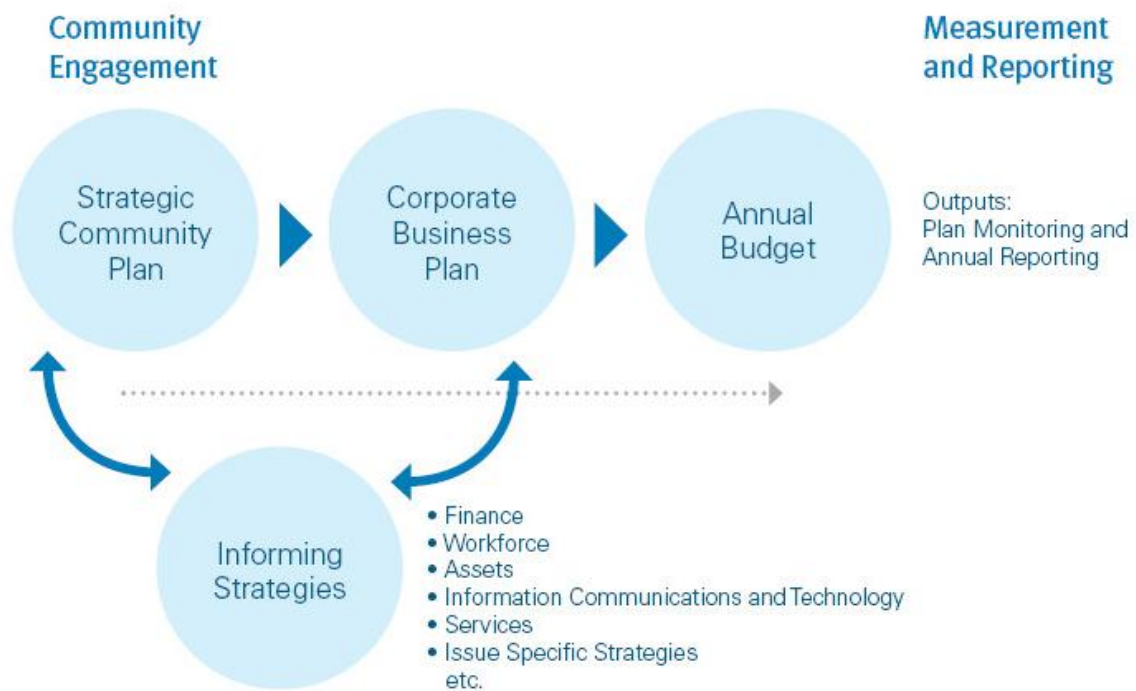 Community
Engagement
Measurement
and Reporting
Strategic
Community
Plan
Corporate
Business
Plan
Annual
Budget
Outputs:
Plan Monitoring and
Annual Reporting
Informing
Strategies
• Finance
• Workforce
• Assets
• Information Communications and Technology
• Services
• Issue Specific Strategies
etc.